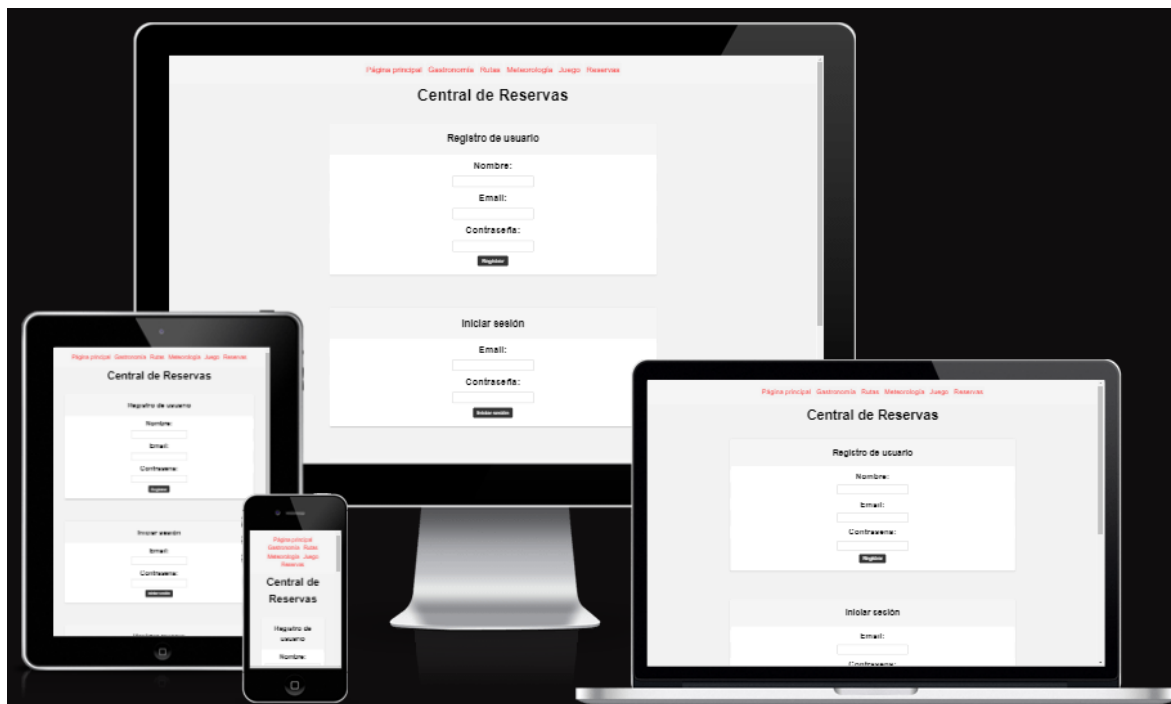 Página principal Gastronomía Rutas Meteorología Juego Reservas
Central de Reservas
Registro de usuario
Nombre:
Email:
Contraseña:
Registrar
Iniciar sesión
Email:
Contraseña:
Iniciar sesión
Página principal Gastronomía Rutas Meteorología Juego Reservas
Central de Reservas
Registro de usuario
Nombre:
Email:
Contraseña:
Registrar
Iniciar sesión
Email:
Contraseña:
Iniciar sesión
Página principal
Gastronomía Rutas
Meteorología Juego
Reservas
Central de
Reservas
Registro de
usuario
Nombre:
Página principal Gastronomía Rutas Meteorología Juego Reservas
Central de Reservas
Registro de usuario
Nombre:
Email:
Contraseña:
Registrar
Iniciar sesión
Email:
Contraseña: